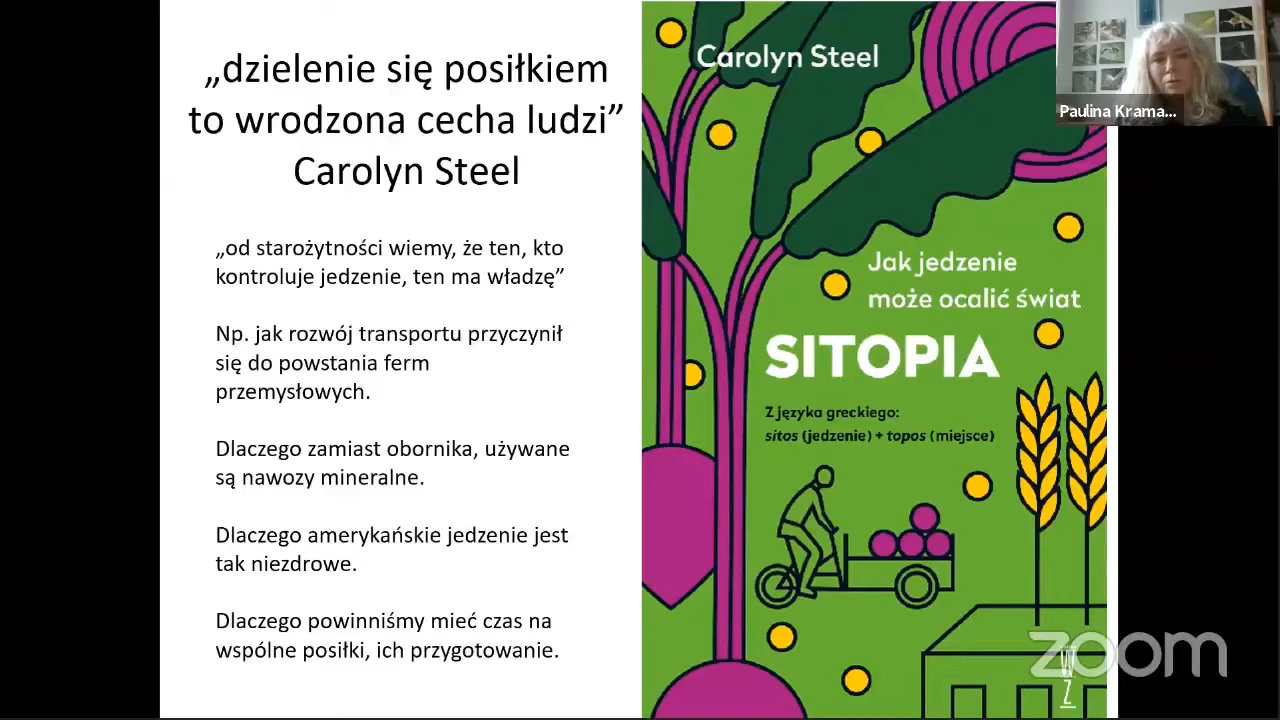 „dzielenie się posiłkiem
to wrodzona cecha ludzi”
Carolyn Steel
„od starożytności wiemy, że ten, kto
kontroluje jedzenie, ten ma władzę”
Np. jak rozwój transportu przyczynił
się do powstania ferm
przemysłowych.
Dlaczego zamiast obornika, używane
są nawozy mineralne.
Dlaczego amerykańskie jedzenie jest
tak niezdrowe.
Dlaczego powinniśmy mieć czas na
wspólne posiłki, ich przygotowanie.
Carolyn Steel
Jak jedzenie
może ocalić świat
SITOPIA
Z języka greckiego:
sitos (jedzenie) + topos (miejsce)
W
Z
Paulina Krama...
zoom